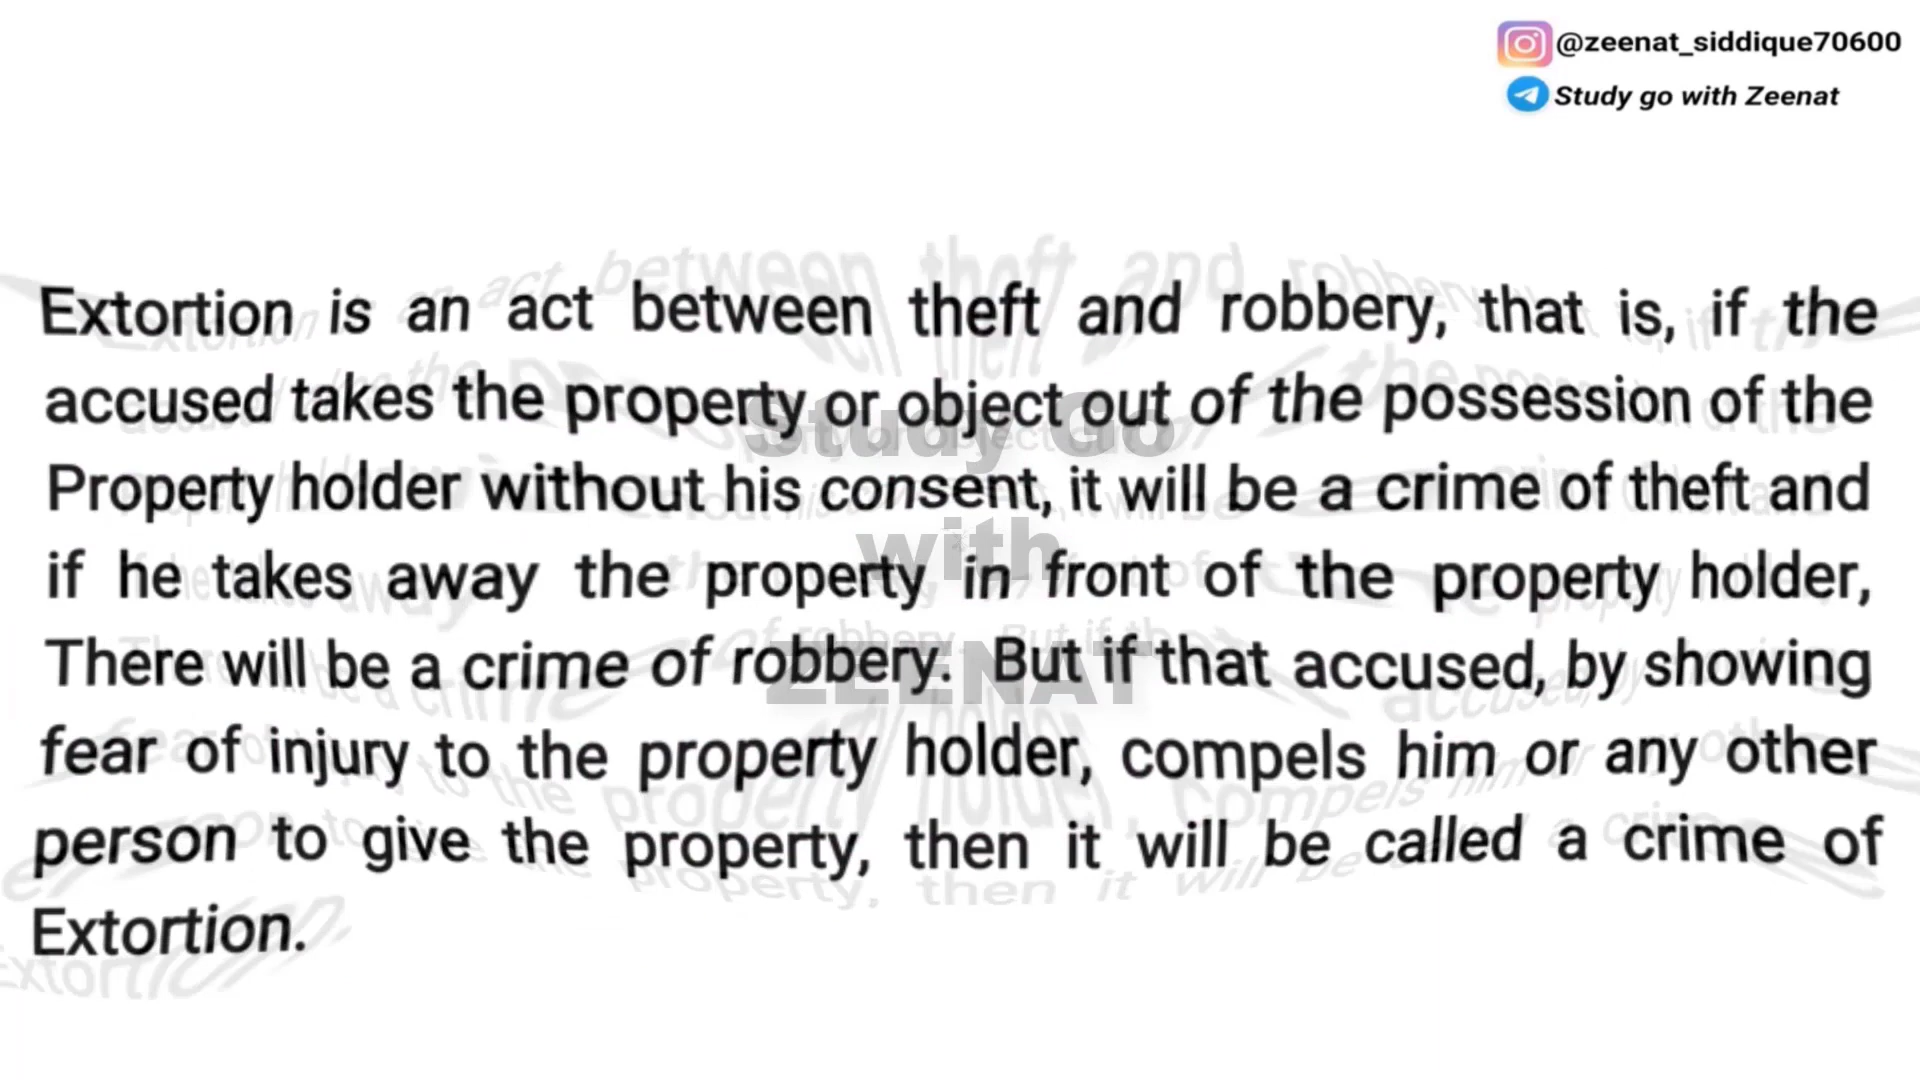 @zeenat_siddique70600
Study go with Zeenat
Extortion is an act between theft and robbery, that is, if the
accused takes the property or object out of the possession of the
Property holder without his consent, it will be a crime of theft and
if he takes away the property in front of the property holder,
There will be a crime of robbery. But if that accused, by showing
fear of injury to the property holder, compels him or any other
person to give the property, then it will be called a crime of
Extortion.
Study Go
with
ZEENAT